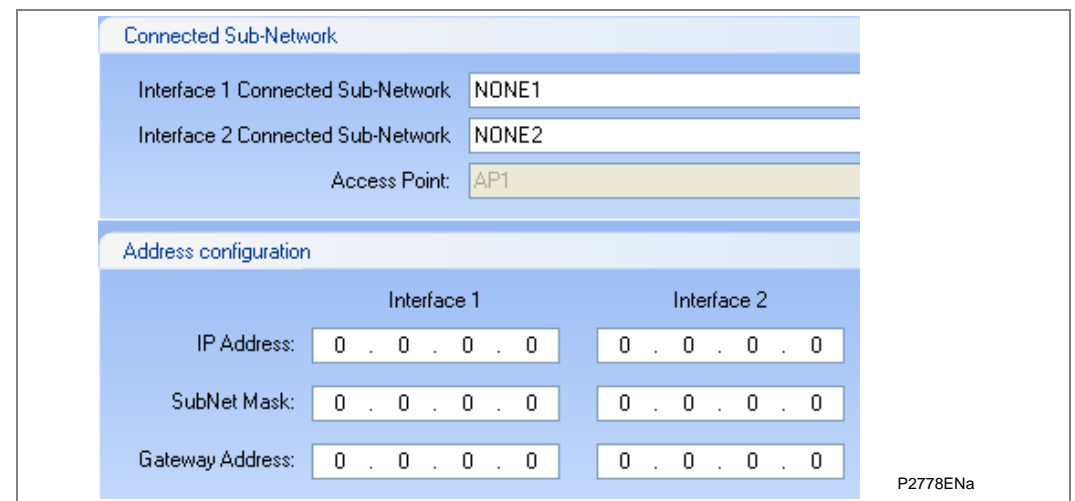 Connected Sub-Network
Interface 1 Connected Sub-Network NONE1
Interface 2 Connected Sub-Network NONE2
Access Point: AP1
Address configuration
Interface 1 Interface 2
IP Address: 0 . 0 . 0 . 0 0 . 0 . 0 . 0
SubNet Mask: 0 . 0 . 0 . 0 0 . 0 . 0 . 0
Gateway Address: 0 . 0 . 0 . 0 0 . 0 . 0 . 0
P2778ENa